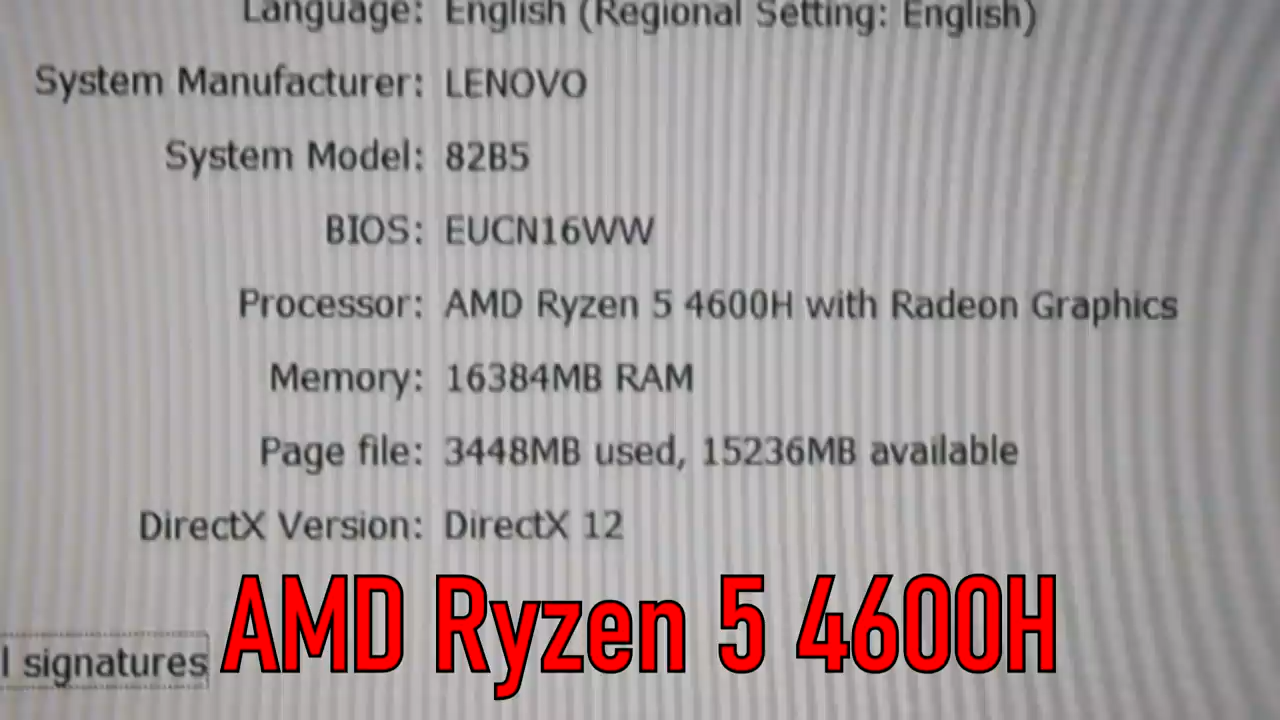 Language: English (Regional Setting: English)
System Manufacturer: LENOVO
System Model: 82B5
BIOS: EUCN16WW
Processor: AMD Ryzen 5 4600H with Radeon Graphics
Memory: 16384MB RAM
Page file: 3448MB used, 15236MB available
DirectX Version: DirectX 12
l signatures
AMD Ryzen 5 4600H